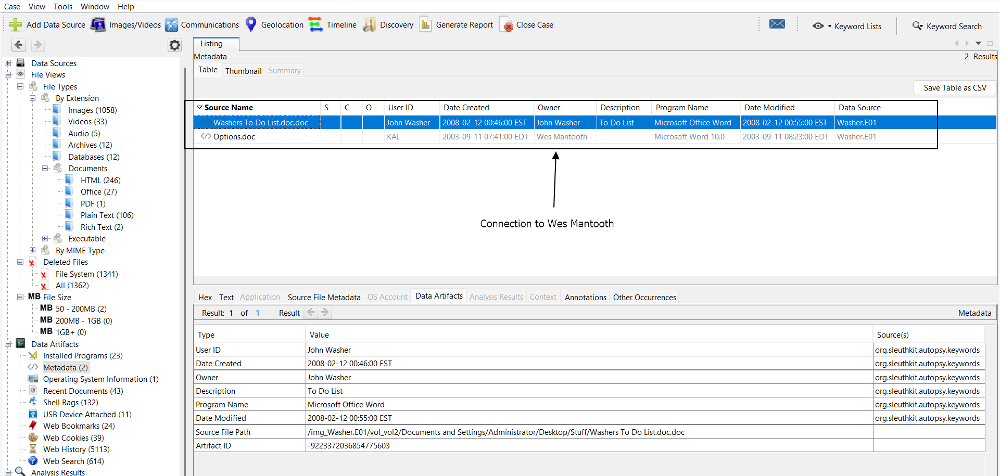 Case View Tools Window Help
Add Data Source Images/Videos Communications Geolocation Timeline Discovery Generate Report Close Case Keyword Lists Keyword Search
Listing
Metadata 2 Results
Table Thumbnail Summary
Save Table as CSV
Source Name S C O User ID Date Created Owner Description Program Name Date Modified Data Source
Washers To Do List.doc.doc John Washer 2008-02-12 00:46:00 EST John Washer To Do List Microsoft Office Word 2008-02-12 00:55:00 EST Washer.E01
Options.doc KAL 2003-09-11 07:41:00 EDT Wes Mantooth Microsoft Word 10.0 2003-09-11 08:23:00 EDT Washer.E01
Connection to Wes Mantooth
Data Sources
File Views
File Types
By Extension
Images (1058)
Videos (33)
Audio (5)
Archives (12)
Databases (12)
Documents
HTML (246)
Office (27)
PDF (1)
Plain Text (106)
Rich Text (2)
Executable
By MIME Type
Deleted Files
File System (1341)
All (1362)
MB File Size
MB 50 - 200MB (2)
MB 200MB - 1GB (0)
MB 1GB+ (0)
Data Artifacts
Installed Programs (23)
Metadata (2)
Operating System Information (1)
Recent Documents (43)
Shell Bags (132)
USB Device Attached (11)
Web Bookmarks (24)
Web Cookies (39)
Web History (5113)
Web Search (614)
Analysis Results
Hex Text Application Source File Metadata OS Account Data Artifacts Analysis Results Context Annotations Other Occurrences
Result: 1 of 1 Result Metadata
Type Value Source(s)
User ID John Washer org.sleuthkit.autopsy.keywords
Date Created 2008-02-12 00:46:00 EST org.sleuthkit.autopsy.keywords
Owner John Washer org.sleuthkit.autopsy.keywords
Description To Do List org.sleuthkit.autopsy.keywords
Program Name Microsoft Office Word org.sleuthkit.autopsy.keywords
Date Modified 2008-02-12 00:55:00 EST org.sleuthkit.autopsy.keywords
Source File Path /img_Washer.E01/vol_vol2/Documents and Settings/Administrator/Desktop/Stuff/Washers To Do List.doc.doc
Artifact ID -9223372036854775603